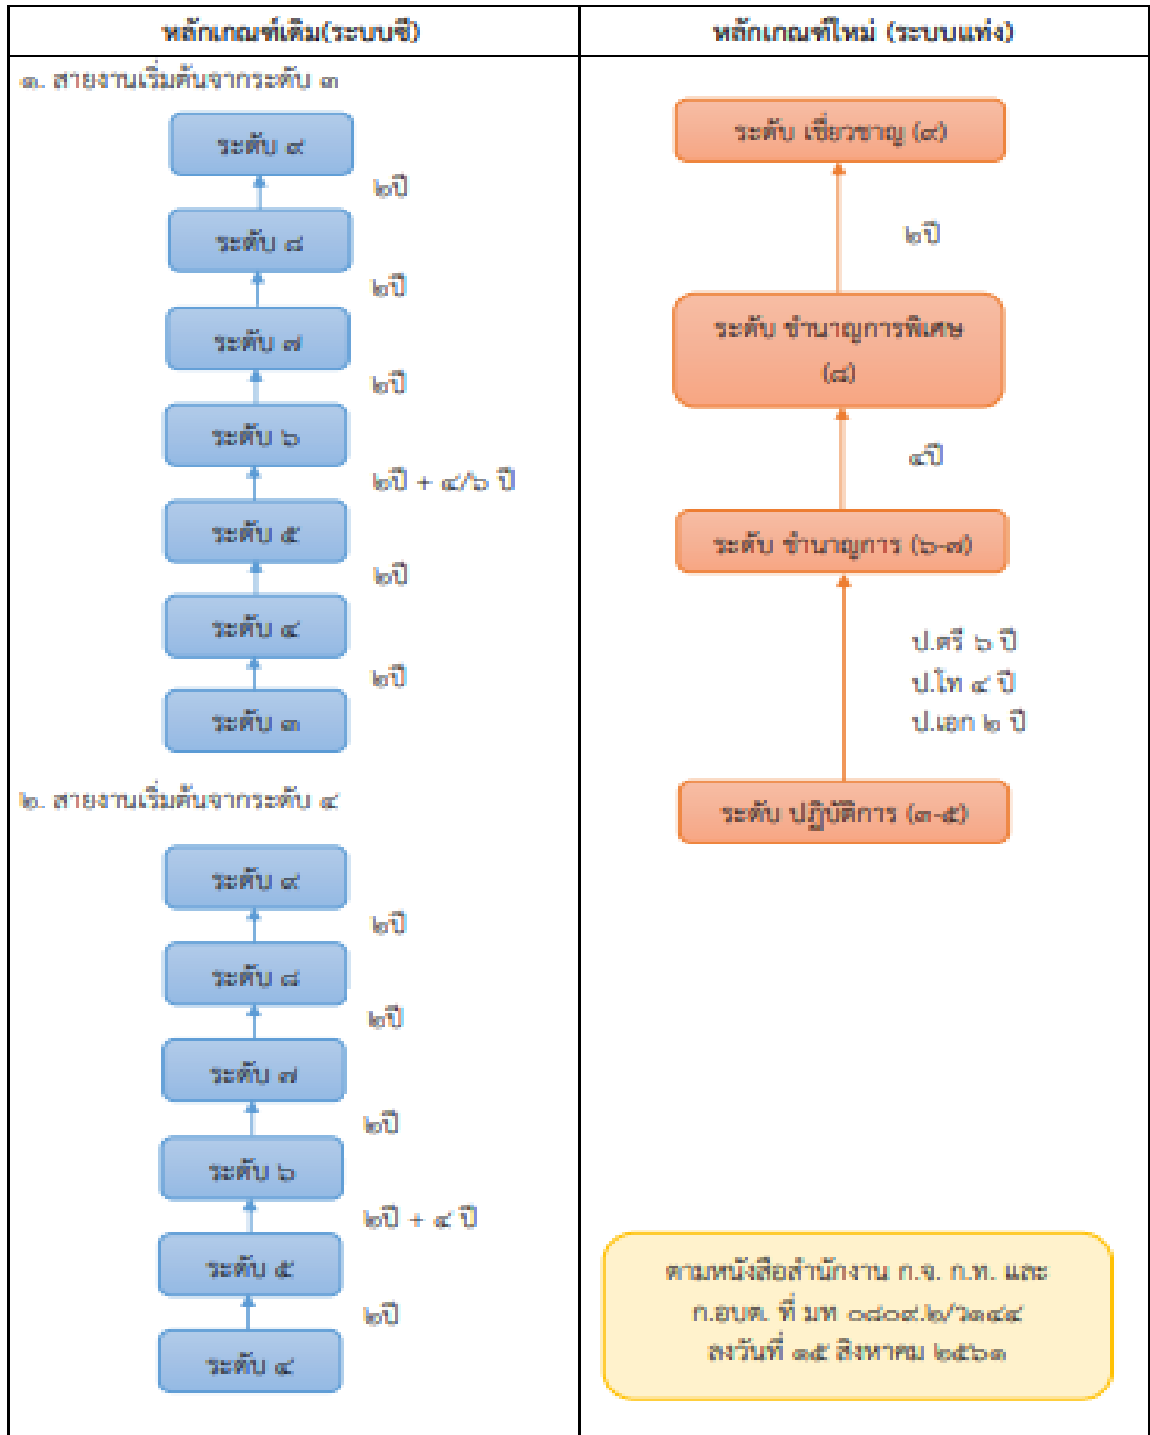 หลักเกณฑ์เดิม(ระบบซี)
๑. สายงานเริ่มต้นจากระดับ ๓
ระดับ ๙
๒ปี
ระดับ ๘
๒ปี
ระดับ ๗
๒ปี
ระดับ ๖
๒ปี + ๔/๖ ปี
ระดับ ๕
๒ปี
ระดับ ๔
๒ปี
ระดับ ๓
๒. สายงานเริ่มต้นจากระดับ ๔
ระดับ ๙
๒ปี
ระดับ ๘
๒ปี
ระดับ ๗
๒ปี
ระดับ ๖
๒ปี + ๔ ปี
ระดับ ๕
๒ปี
ระดับ ๔
หลักเกณฑ์ใหม่ (ระบบแท่ง)
ระดับ เชี่ยวชาญ (๙)
๒ปี
ระดับ ชำนาญการพิเศษ
(๘)
๔ปี
ระดับ ชำนาญการ (๖-๗)
ป.ตรี ๖ ปี
ป.โท ๔ ปี
ป.เอก ๒ ปี
ระดับ ปฏิบัติการ (๓-๕)
ตามหนังสือสำนักงาน ก.จ. ก.ท. และ
ก.อบต. ที่ มท ๐๘๐๙.๒/ว๑๔๔
ลงวันที่ ๑๕ สิงหาคม ๒๕๖๑